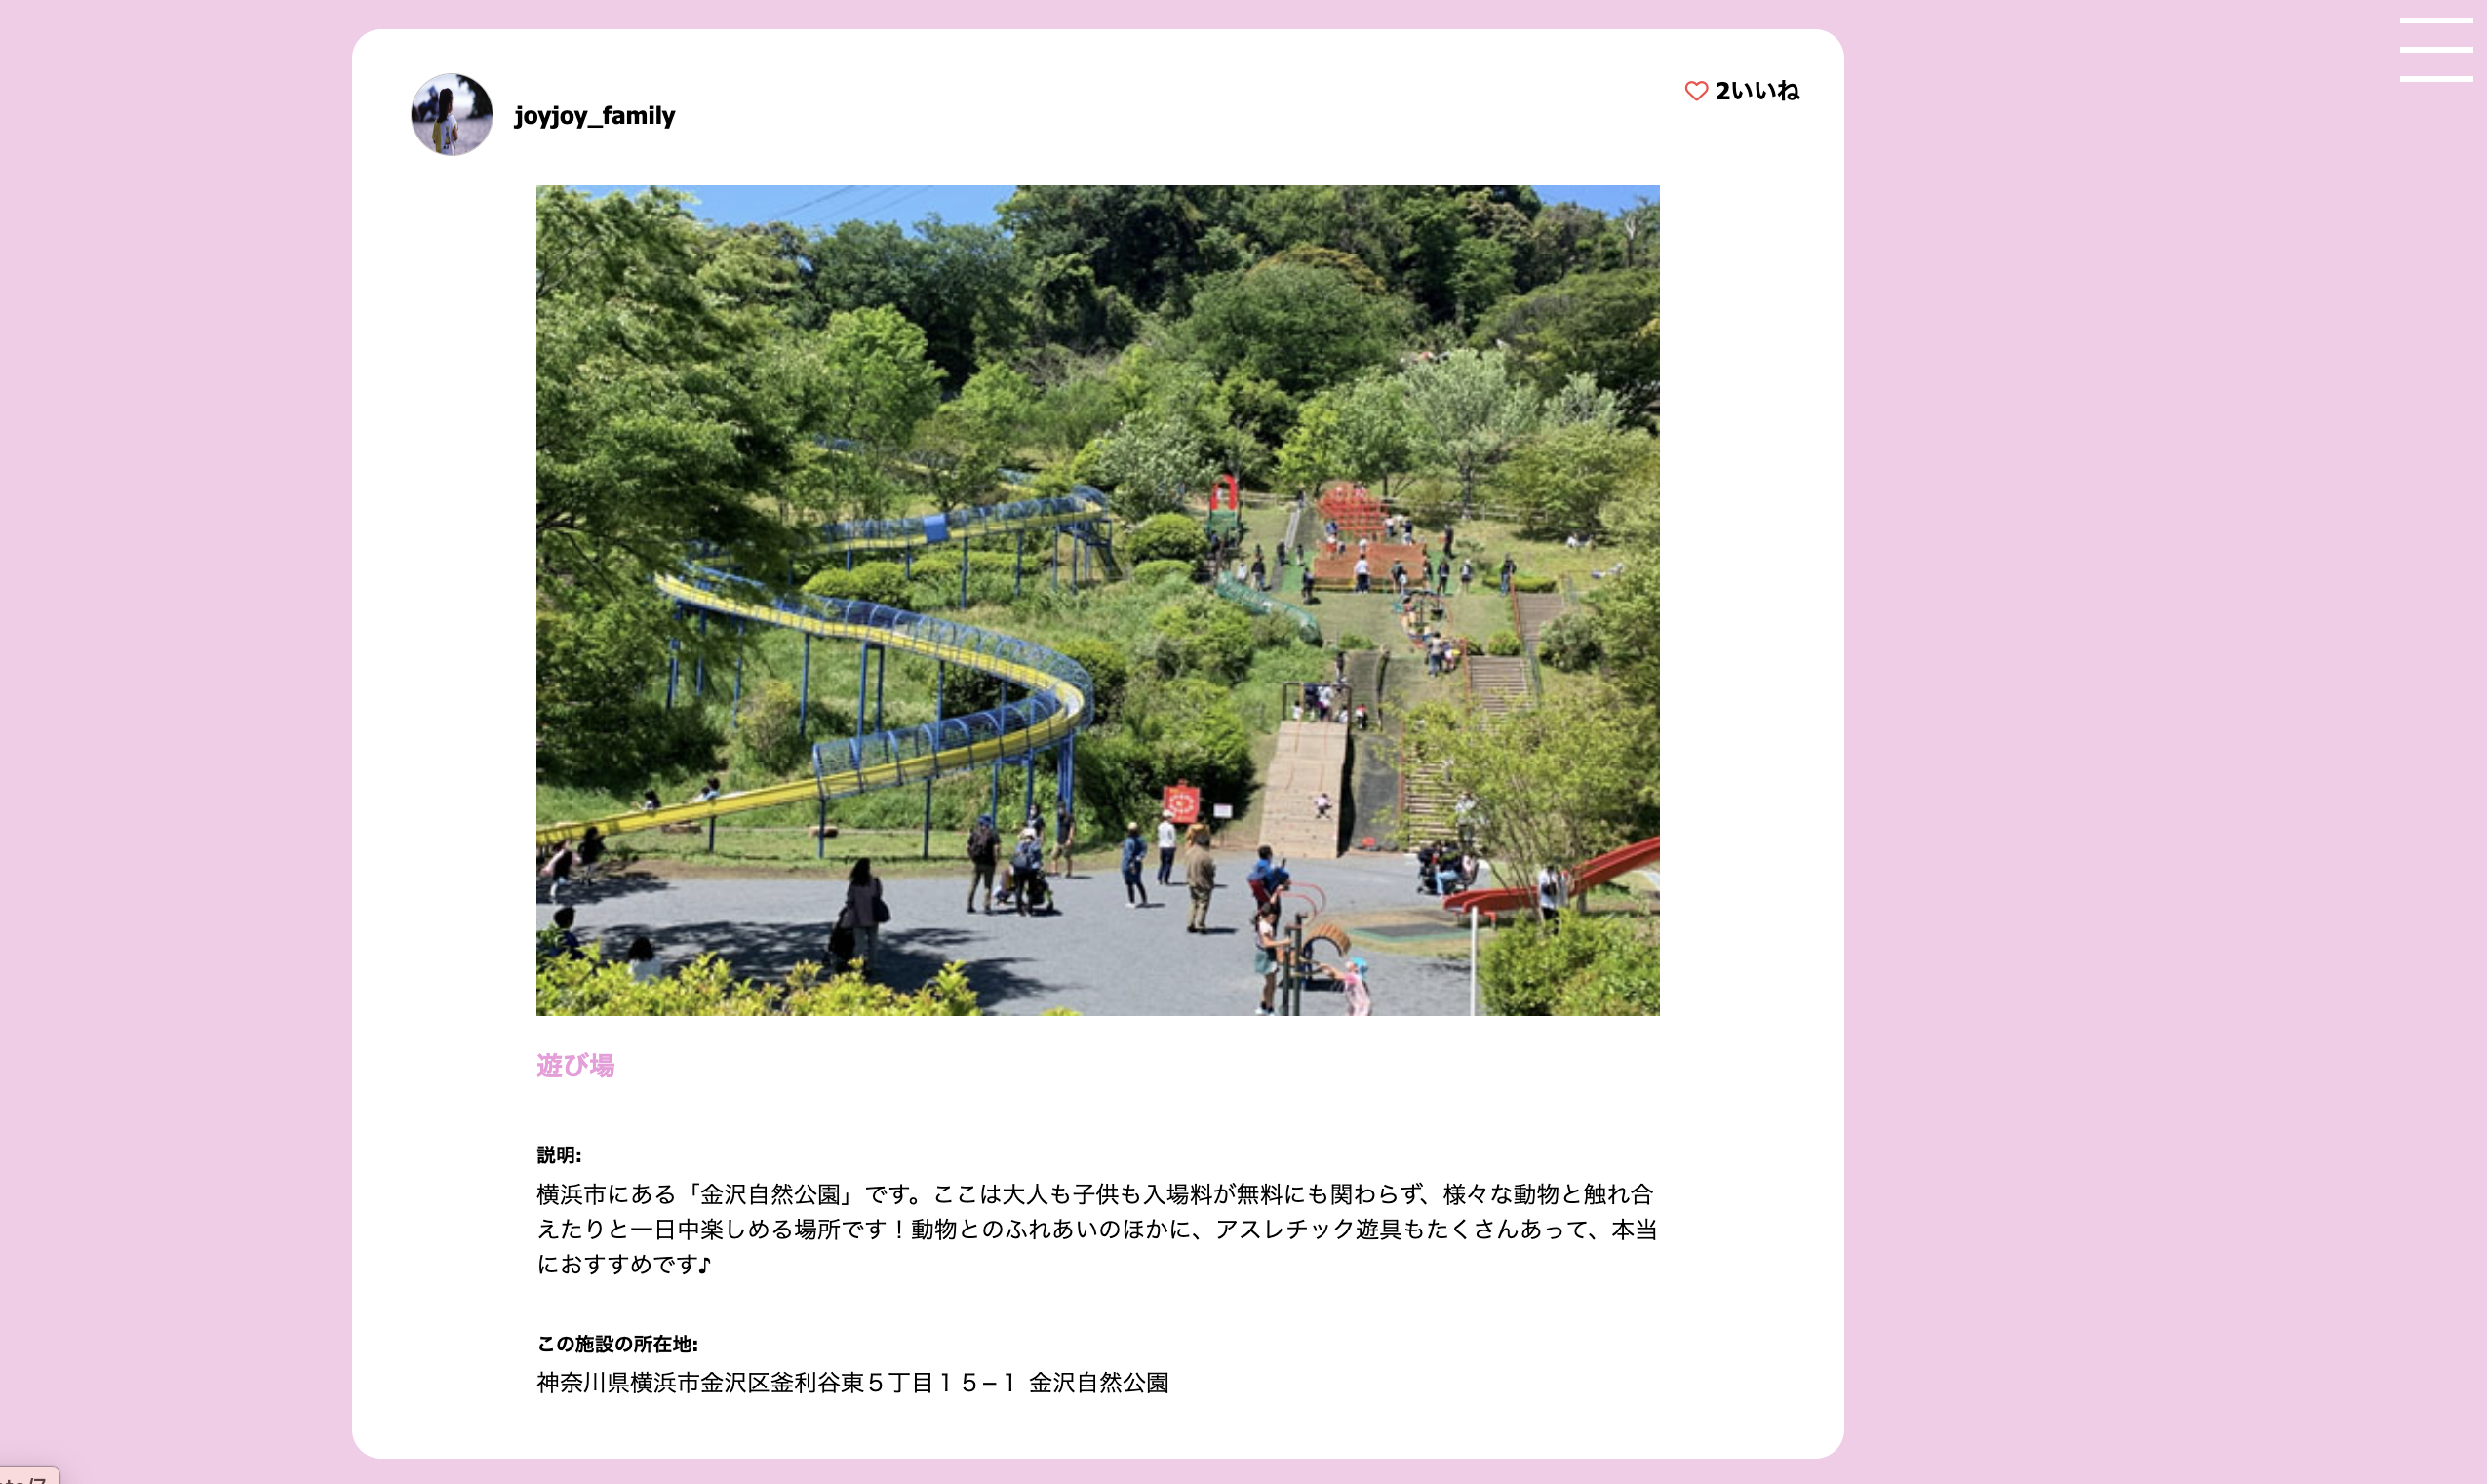 joyjoy_family
2いいね
遊び場
説明:
横浜市にある「金沢自然公園」です。ここは大人も子供も入場料が無料にも関わらず、様々な動物と触れ合
えたりと一日中楽しめる場所です！動物とのふれあいのほかに、アスレチック遊具もたくさんあって、本当
におすすめです♪
この施設の所在地:
神奈川県横浜市金沢区釜利谷東５丁目１５−１ 金沢自然公園